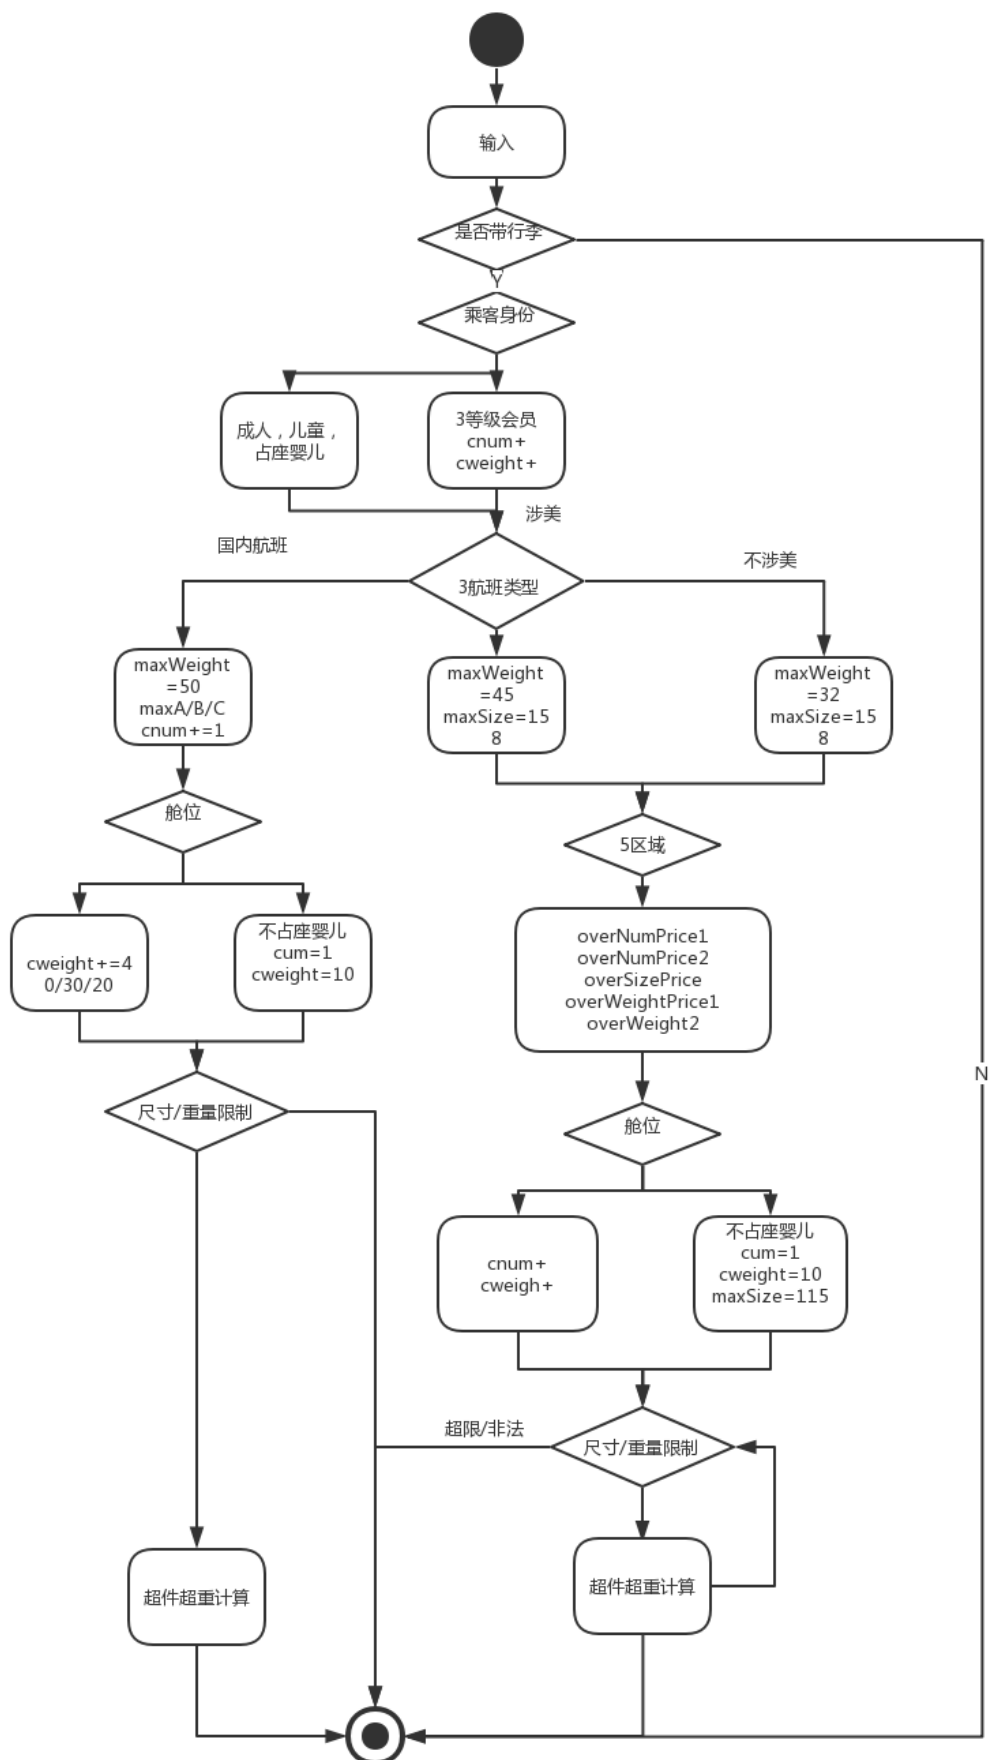 输入
是否带行李
Y
乘客身份
成人，儿童，
占座婴儿
3等级会员
cnum+
cweight+
涉美
国内航班
不涉美
3航班类型
maxWeight
=50
maxA/B/C
cnum+=1
maxWeight
=45
maxSize=15
8
maxWeight
=32
maxSize=15
8
舱位
5区域
cweight+=4
0/30/20
不占座婴儿
cum=1
cweight=10
overNumPrice1
overNumPrice2
overSizePrice
overWeightPrice1
overWeight2
N
尺寸/重量限制
舱位
cnum+
cweigh+
不占座婴儿
cum=1
cweight=10
maxSize=115
超限/非法
尺寸/重量限制
超件超重计算
超件超重计算